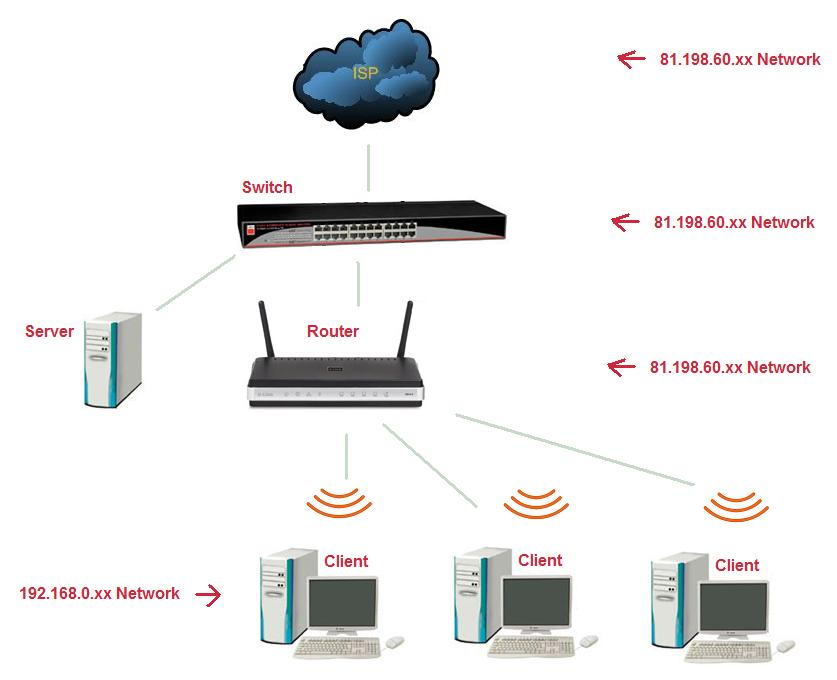 ISP
81.198.60.xx Network
Switch
81.198.60.xx Network
Server
Router
81.198.60.xx Network
D-Link
Client
Client
Client
192.168.0.xx Network